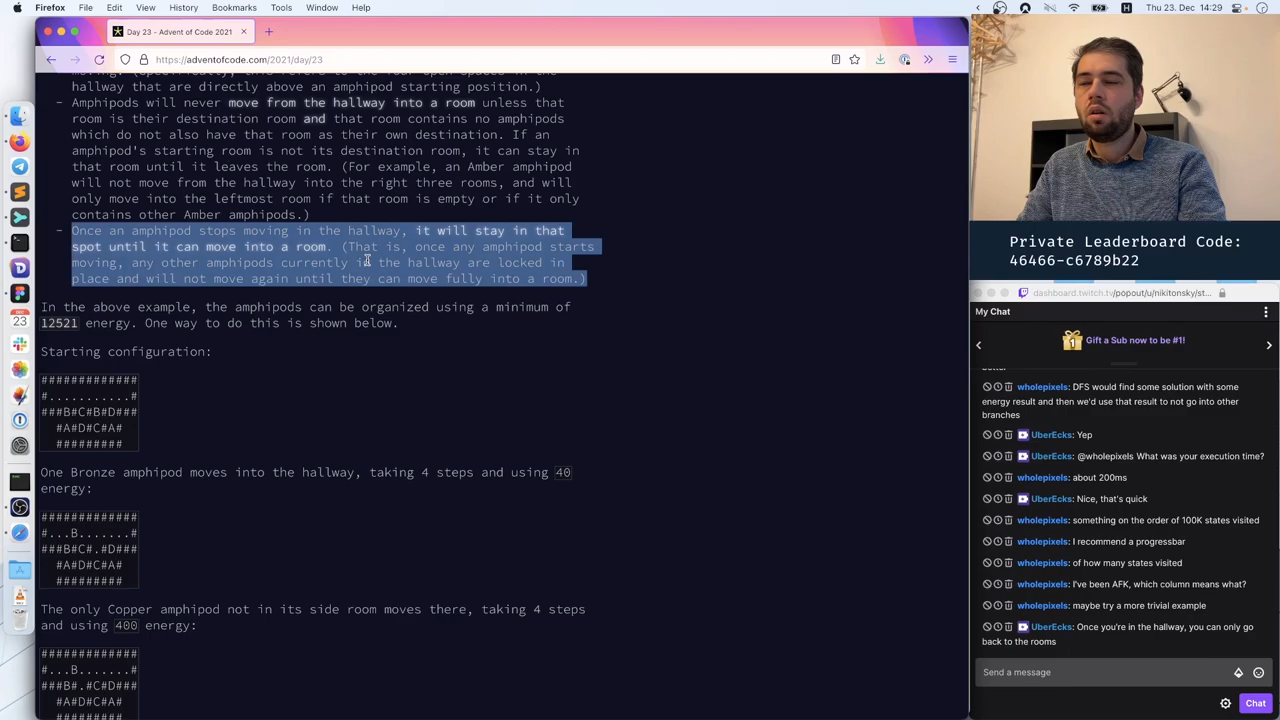 Firefox File Edit View History Bookmarks Tools Window Help
Thu 23. Dec 14:29
Day 23 - Advent of Code 2021
https://adventofcode.com/2021/day/23
hallway that are directly above an amphipod starting position.)
- Amphipods will never move from the hallway into a room unless that
room is their destination room and that room contains no amphipods
which do not also have that room as their own destination. If an
amphipod's starting room is not its destination room, it can stay in
that room until it leaves the room. (For example, an Amber amphipod
will not move from the hallway into the right three rooms, and will
only move into the leftmost room if that room is empty or if it only
contains other Amber amphipods.)
- Once an amphipod stops moving in the hallway, it will stay in that
spot until it can move into a room. (That is, once any amphipod starts
moving, any other amphipods currently in the hallway are locked in
place and will not move again until they can move fully into a room.)
In the above example, the amphipods can be organized using a minimum of
12521 energy. One way to do this is shown below.
Starting configuration:
#############
#...........#
###B#C#B#D###
#A#D#C#A#
#########
One Bronze amphipod moves into the hallway, taking 4 steps and using 40
energy:
#############
#...B.......#
###B#C#.#D###
#A#D#C#A#
#########
The only Copper amphipod not in its side room moves there, taking 4 steps
and using 400 energy:
#############
#...B.......#
###B#.#C#D###
#A#D#C#A#
Private Leaderboard Code:
46466-c6789b22
dashboard.twitch.tv/popout/u/nikitonsky/st...
My Chat
1
Gift a Sub now to be #1!
wholepixels: DFS would find some solution with some
energy result and then we'd use that result to not go into other
branches
UberEcks: Yep
UberEcks: @wholepixels What was your execution time?
wholepixels: about 200ms
UberEcks: Nice, that's quick
wholepixels: something on the order of 100K states visited
wholepixels: I recommend a progressbar
wholepixels: of how many states visited
wholepixels: I've been AFK, which column means what?
wholepixels: maybe try a more trivial example
UberEcks: Once you're in the hallway, you can only go
back to the rooms
Send a message
Chat
DEC
23